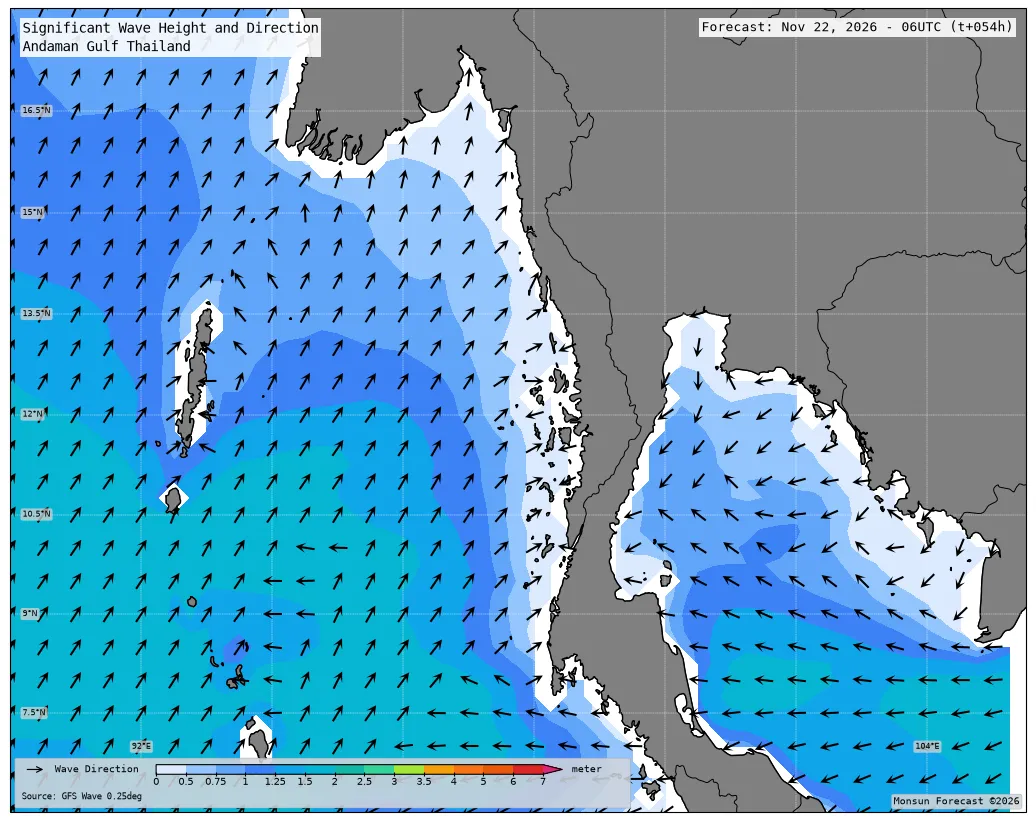 Significant Wave Height and Direction
Andaman Gulf Thailand
Forecast: Nov 22, 2026 - 06UTC (t+054h)
16.5°N
15°N
13.5°N
12°N
10.5°N
9°N
7.5°N
92°E
104°E
Wave Direction
meter
0 0.5 0.75 1 1.25 1.5 2 2.5 3 3.5 4 5 6 7
Source: GFS Wave 0.25deg
Monsun Forecast ©2026